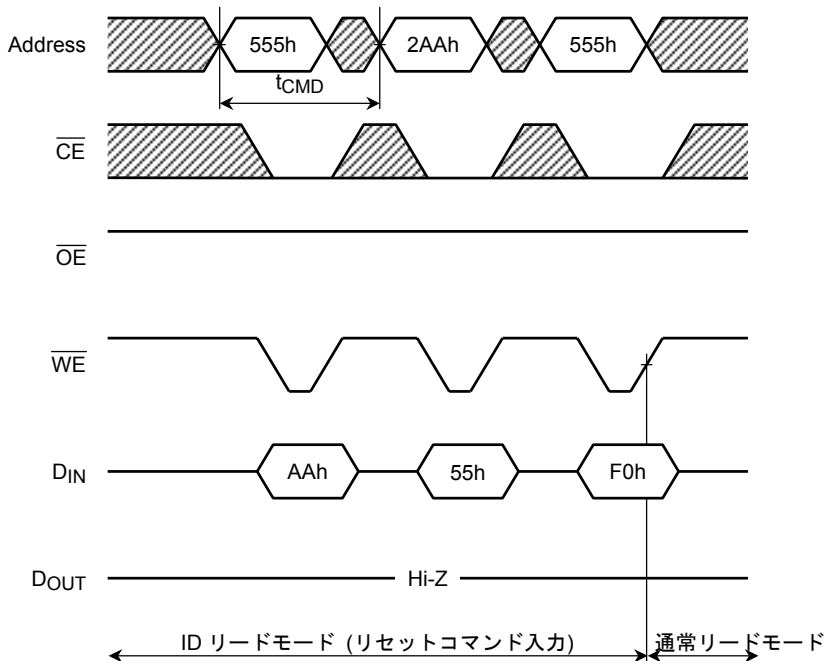 Address 555h 2AAh 555h
tCMD
CE
OE
WE
DIN AAh 55h F0h
DOUT Hi-Z
ID リードモード (リセットコマンド入力) 通常リードモード